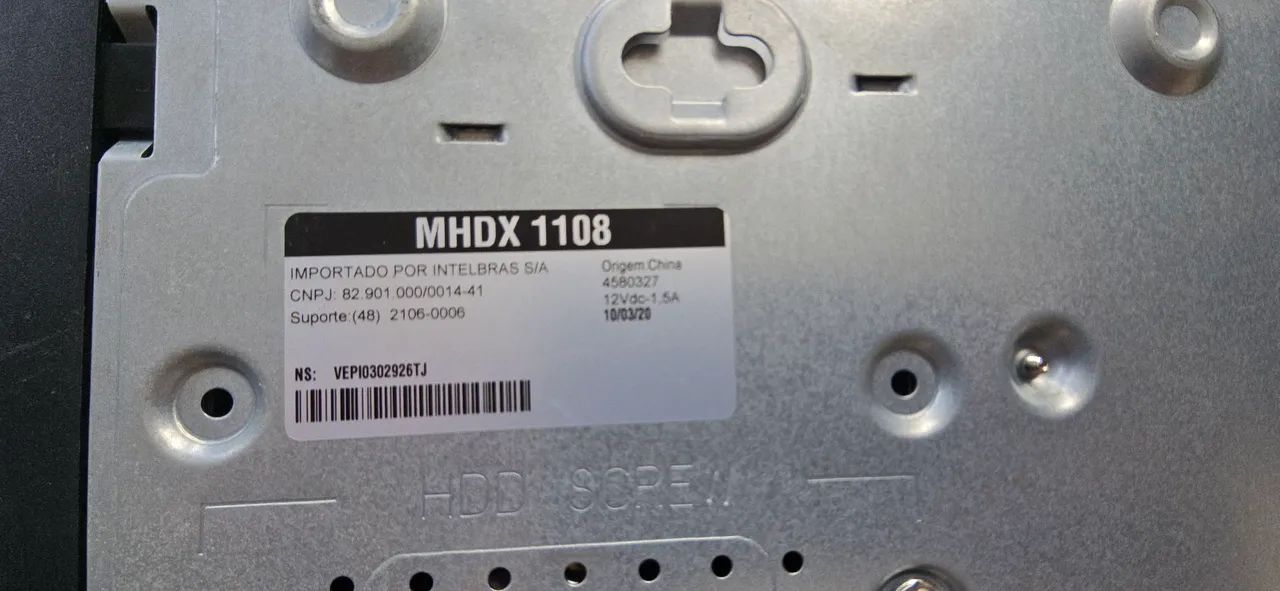 MHDX 1108
IMPORTADO POR INTELBRAS S/A
CNPJ: 82.901.000/0014-41
Suporte:(48) 2106-0006
Origem:China
4580327
12Vdc-1,5A
10/03/20
NS: VEPI0302926TJ
HDD SCREW